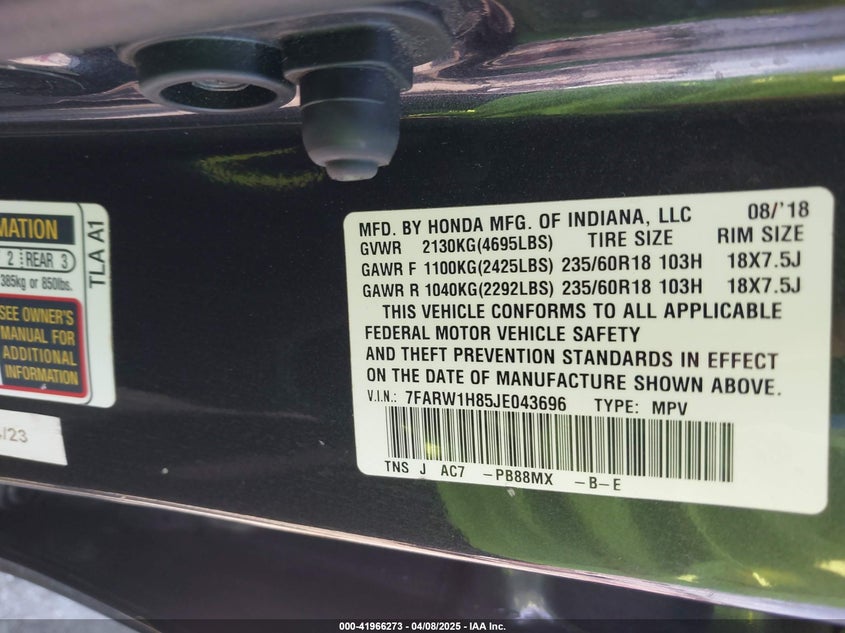 MATION
2 REAR 3
385kg or 850lbs.
SEE OWNER'S
MANUAL FOR
ADDITIONAL
INFORMATION
TLA A1
/23
MFD. BY HONDA MFG. OF INDIANA, LLC 08/'18
GVWR 2130KG(4695LBS) TIRE SIZE RIM SIZE
GAWR F 1100KG(2425LBS) 235/60R18 103H 18X7.5J
GAWR R 1040KG(2292LBS) 235/60R18 103H 18X7.5J
THIS VEHICLE CONFORMS TO ALL APPLICABLE
FEDERAL MOTOR VEHICLE SAFETY
AND THEFT PREVENTION STANDARDS IN EFFECT
ON THE DATE OF MANUFACTURE SHOWN ABOVE.
V.I.N.: 7FARW1H85JE043696 TYPE: MPV
TNS J AC7 -PB88MX -B-E
000-41966273 - 04/08/2025 - IAA Inc.